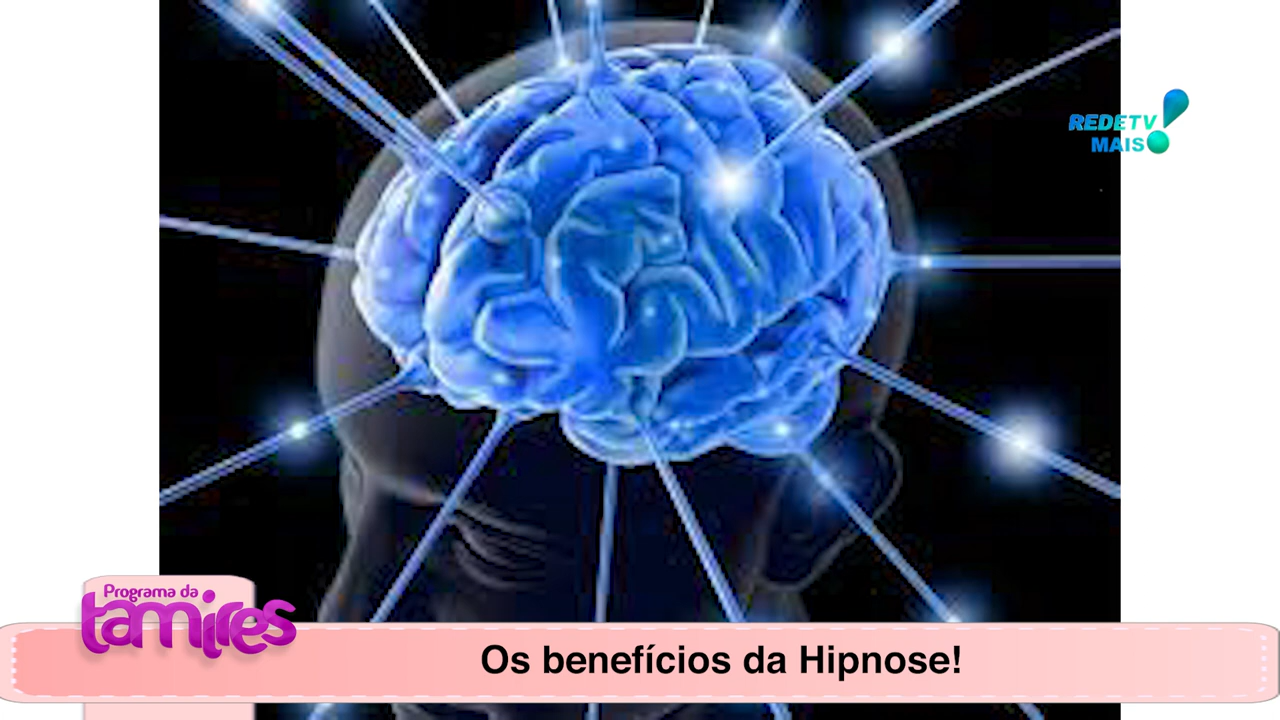 REDETV
MAIS
Programa da
tamires
Os benefícios da Hipnose!